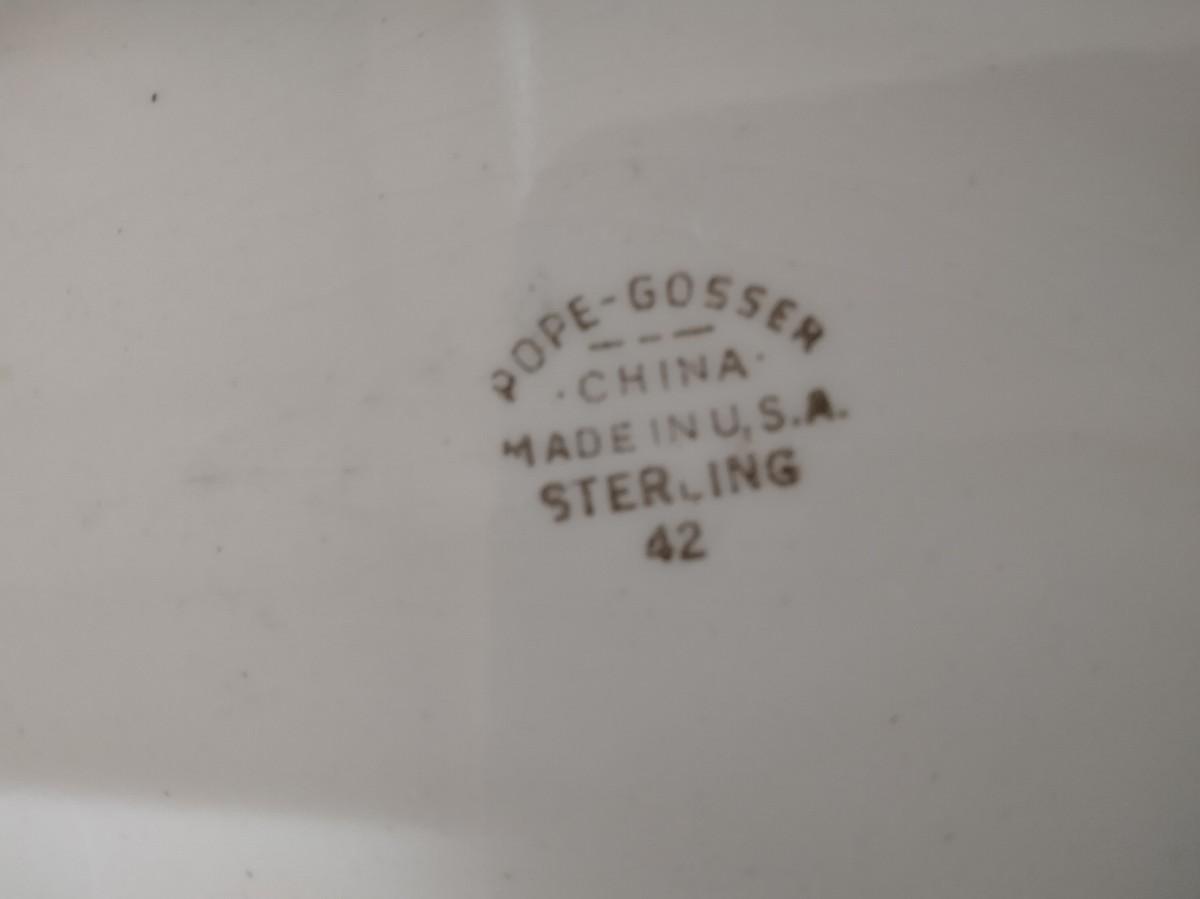 POPE-GOSSER
---
·CHINA·
MADE IN U.S.A.
STERLING
42